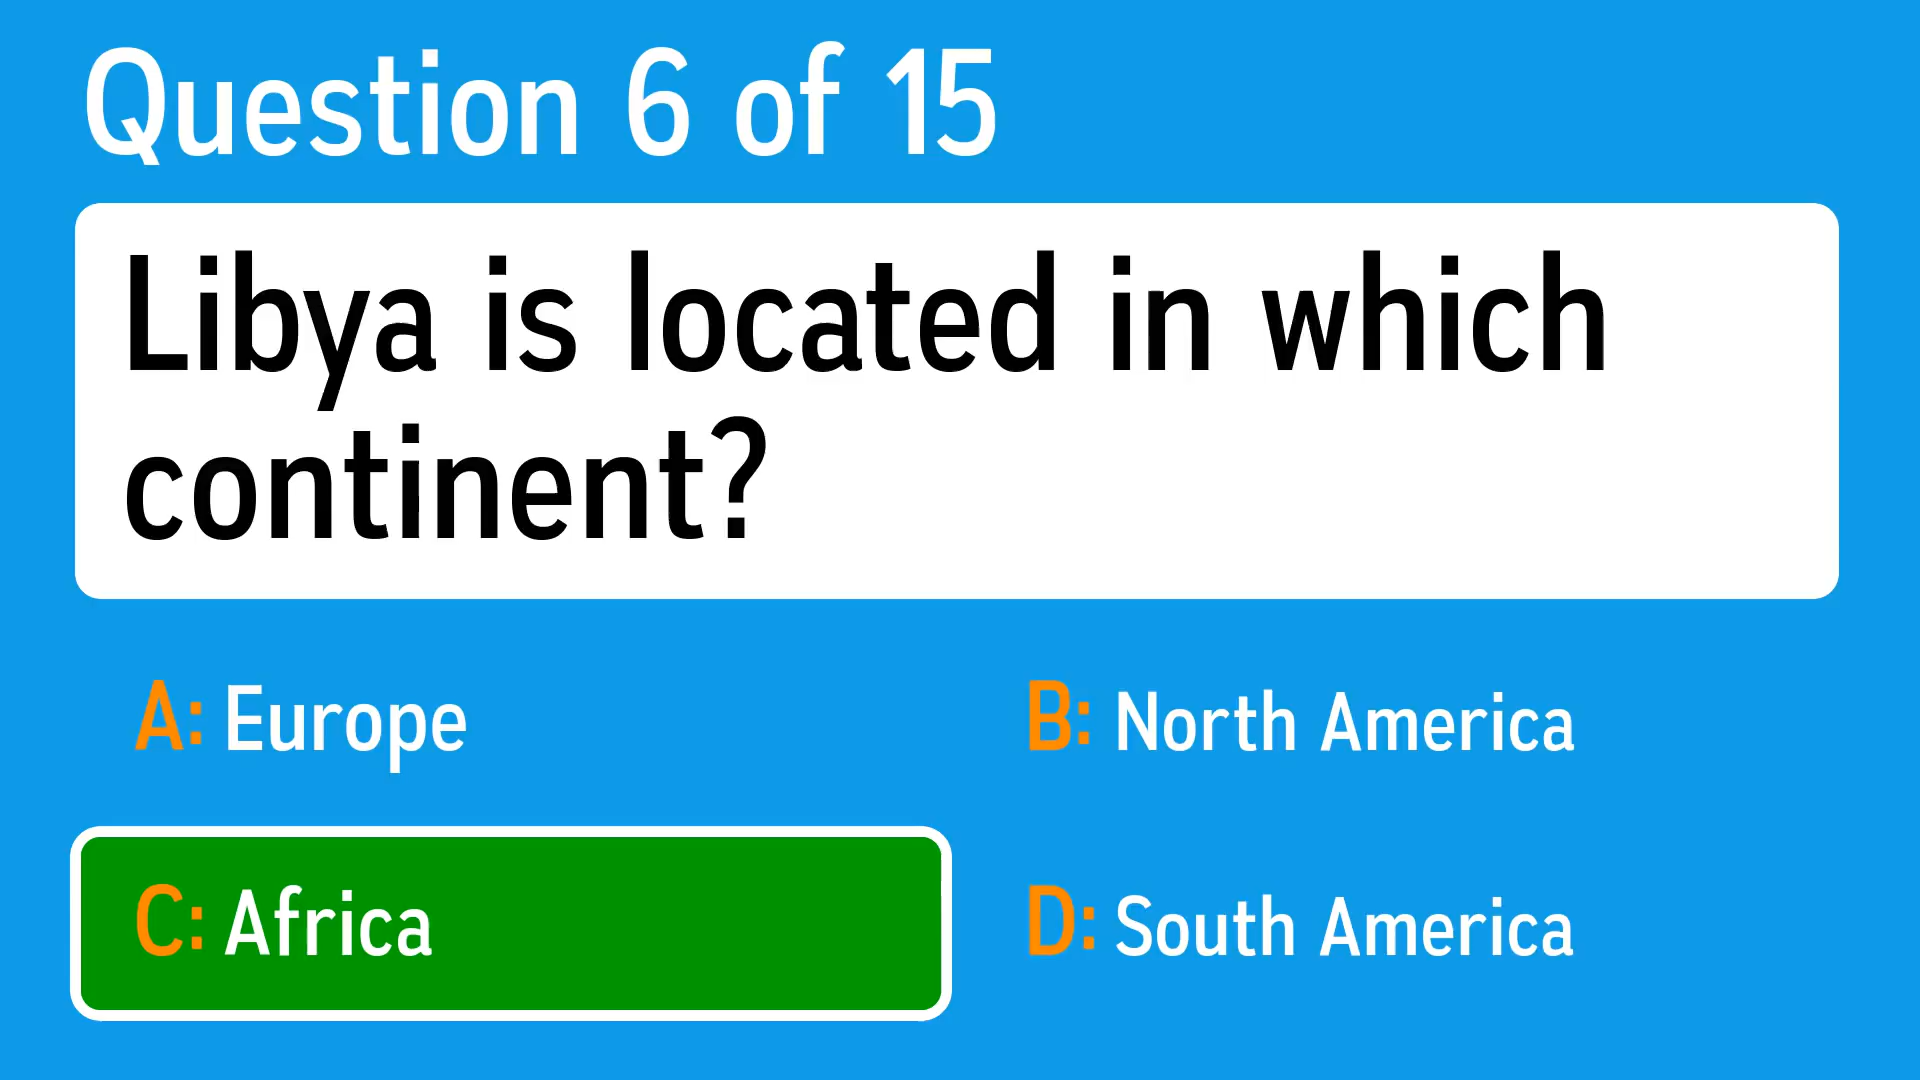 Question 6 of 15
Libya is located in which
continent?
A: Europe
B: North America
C: Africa
D: South America